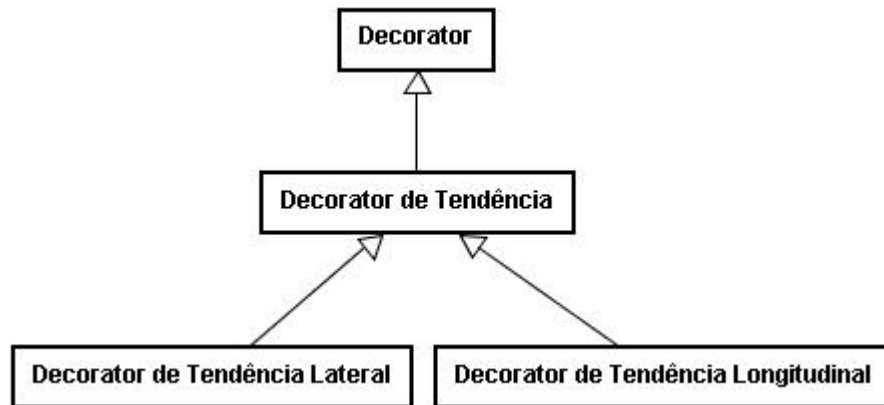 Decorator
Decorator de Tendência
Decorator de Tendência Lateral
Decorator de Tendência Longitudinal